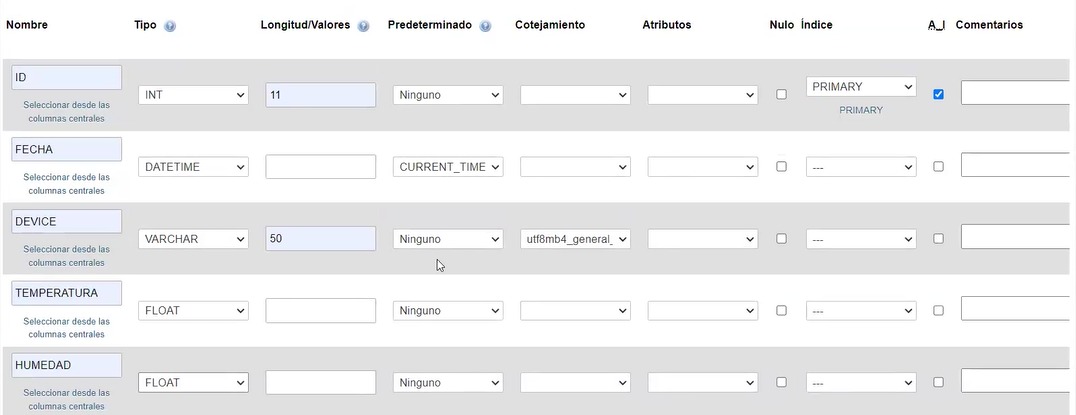 Nombre Tipo Longitud/Valores Predeterminado Cotejamiento Atributos Nulo Índice A_I Comentarios
ID
Seleccionar desde las
columnas centrales
INT 11 Ninguno PRIMARY
PRIMARY
FECHA
Seleccionar desde las
columnas centrales
DATETIME CURRENT_TIME ---
DEVICE
Seleccionar desde las
columnas centrales
VARCHAR 50 Ninguno utf8mb4_general_ ---
TEMPERATURA
Seleccionar desde las
columnas centrales
FLOAT Ninguno ---
HUMEDAD
Seleccionar desde las
columnas centrales
FLOAT Ninguno ---